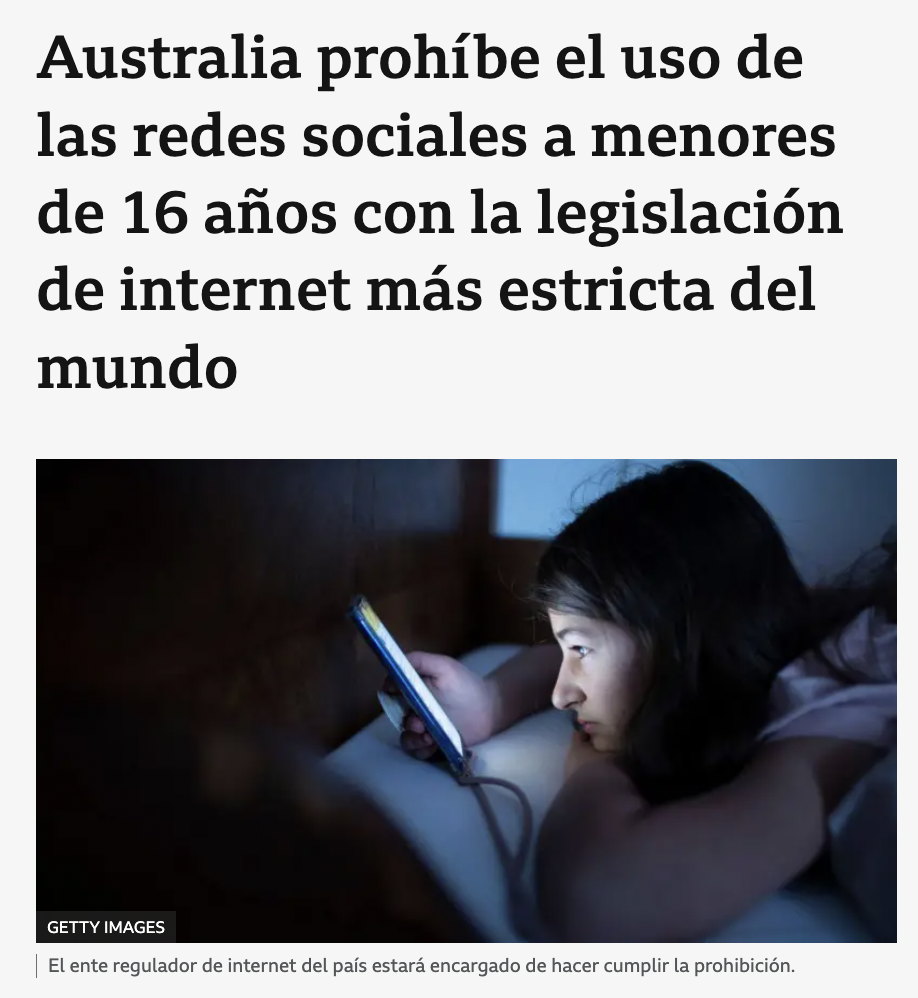 Australia prohíbe el uso de
las redes sociales a menores
de 16 años con la legislación
de internet más estricta del
mundo
GETTY IMAGES
El ente regulador de internet del país estará encargado de hacer cumplir la prohibición.